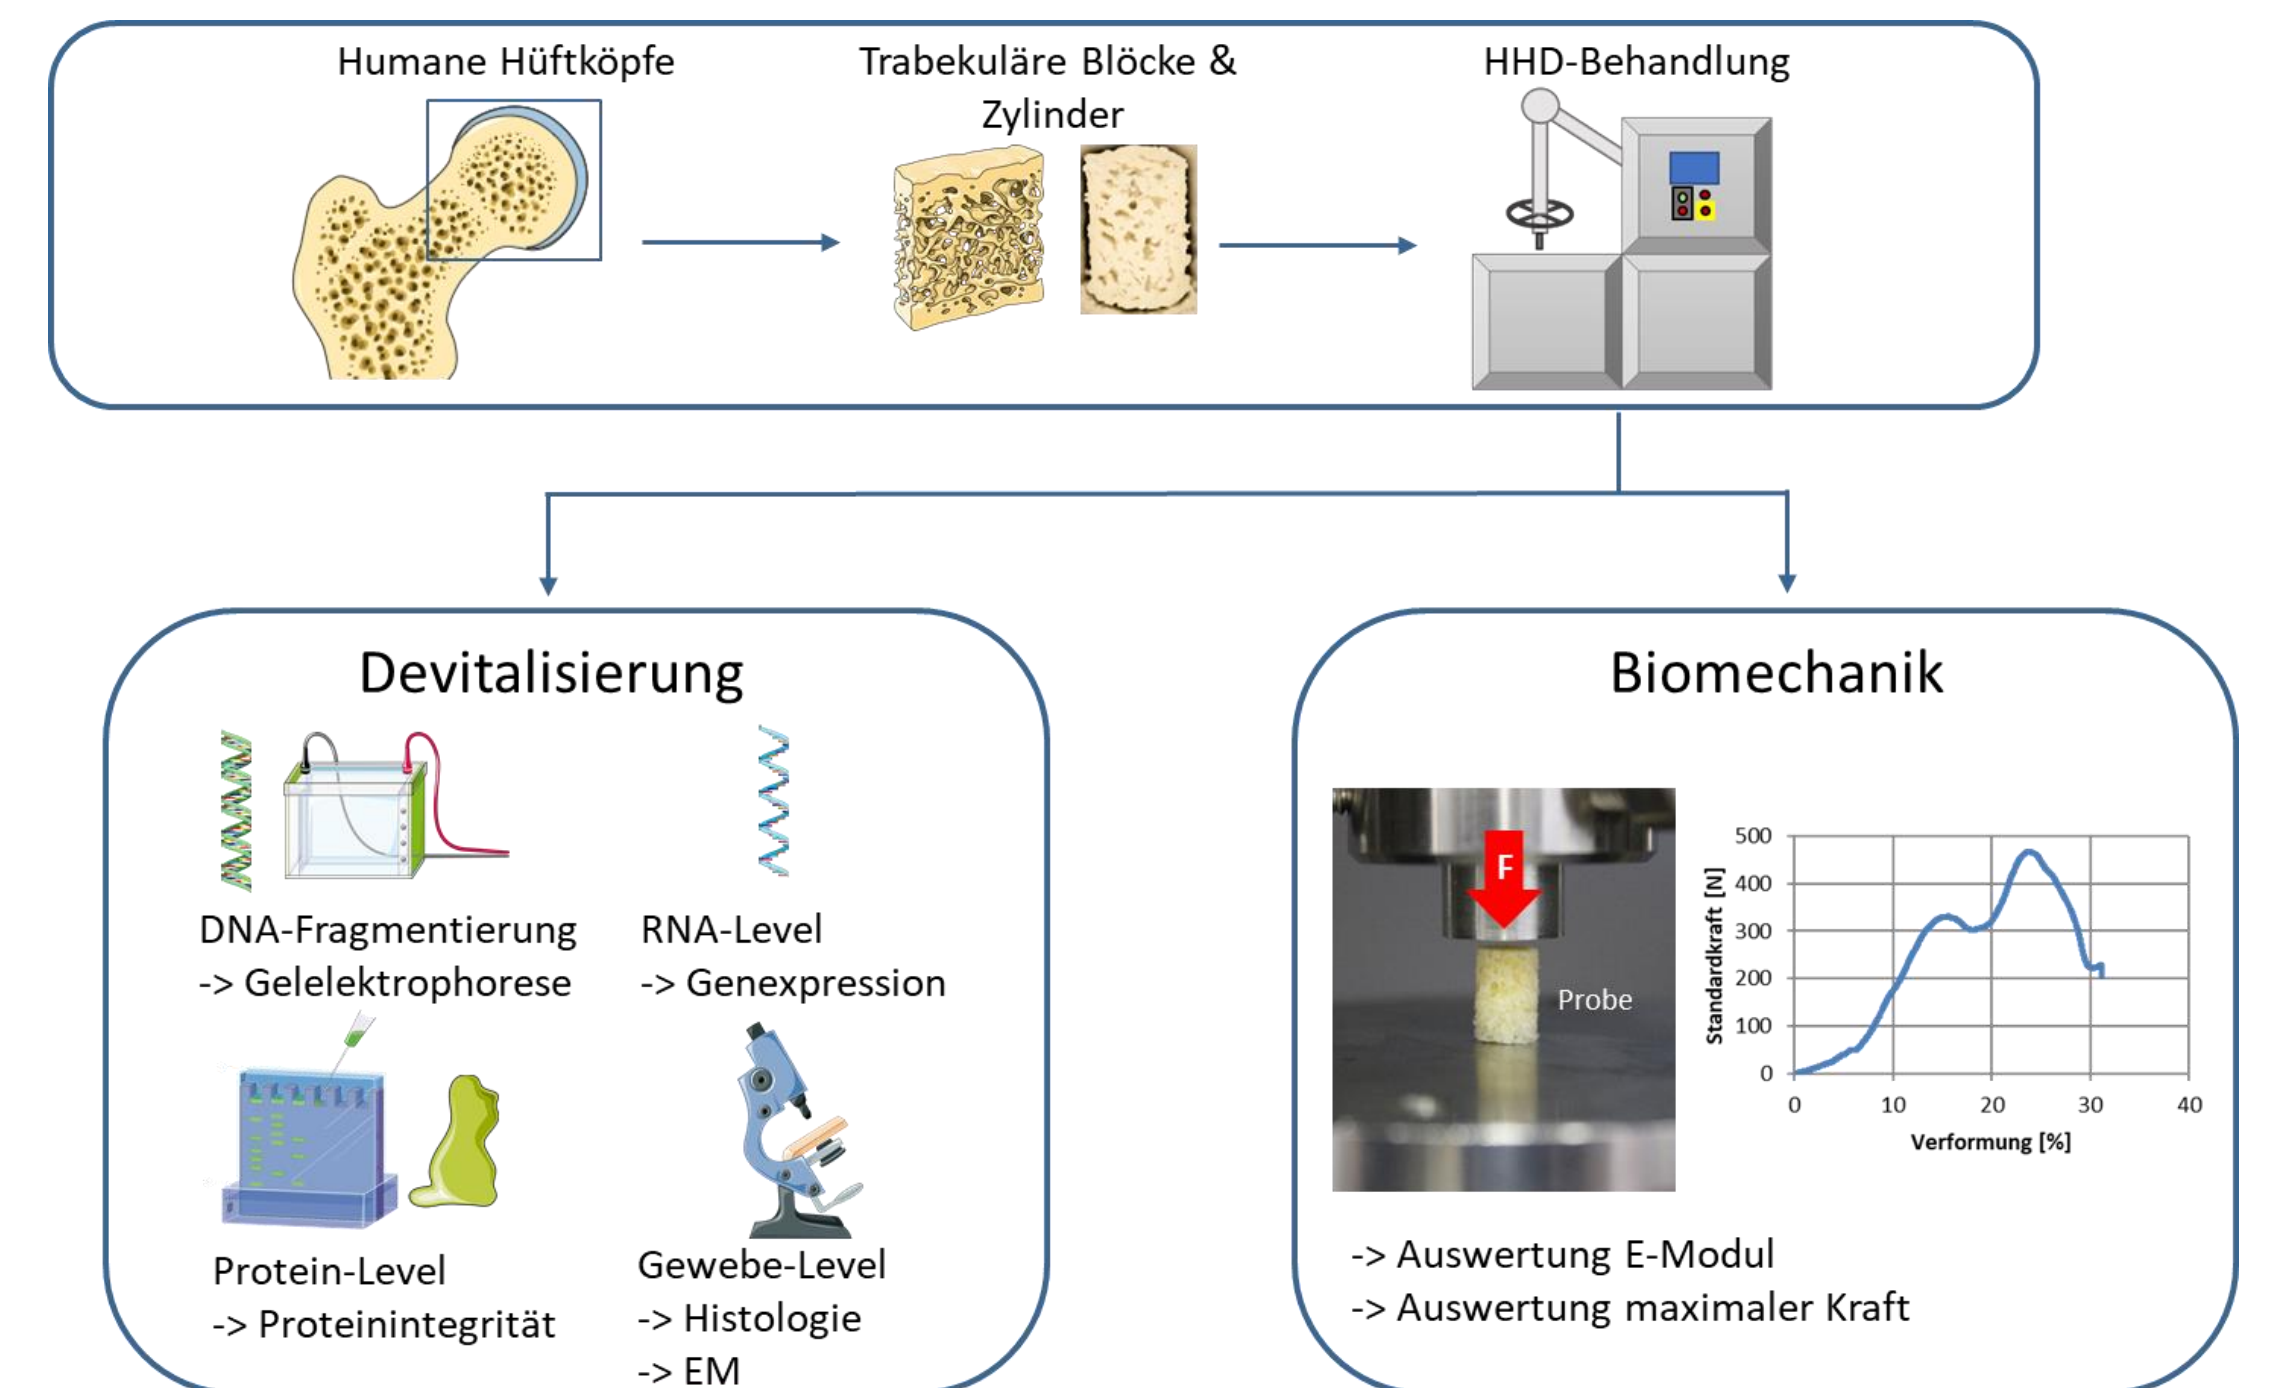 Humane Hüftköpfe
Trabekuläre Blöcke &
Zylinder
HHD-Behandlung
Devitalisierung
DNA-Fragmentierung
-> Gelelektrophorese
RNA-Level
-> Genexpression
Protein-Level
-> Proteinintegrität
Gewebe-Level
-> Histologie
-> EM
Biomechanik
F
Probe
Standardkraft [N]
500
400
300
200
100
0
0 10 20 30 40
Verformung [%]
-> Auswertung E-Modul
-> Auswertung maximaler Kraft